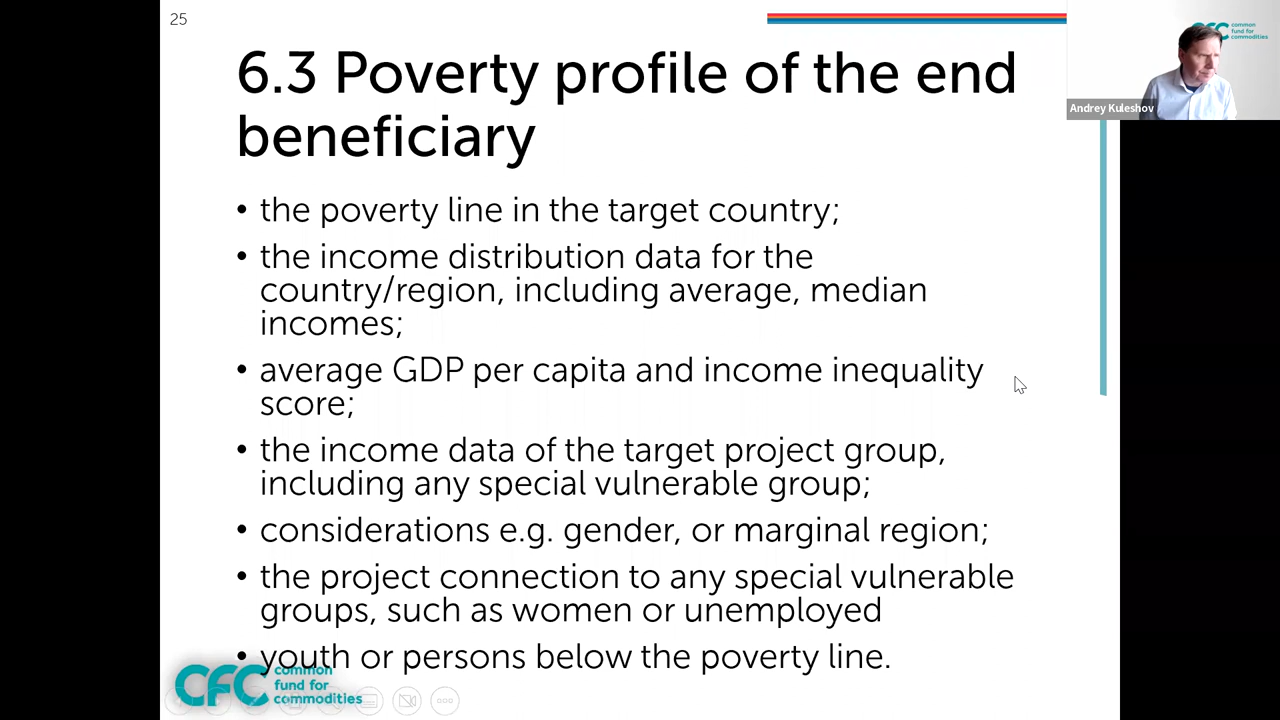 25
6.3 Poverty profile of the end
beneficiary
• the poverty line in the target country;
• the income distribution data for the
country/region, including average, median
incomes;
• average GDP per capita and income inequality
score;
• the income data of the target project group,
including any special vulnerable group;
• considerations e.g. gender, or marginal region;
• the project connection to any special vulnerable
groups, such as women or unemployed
• youth or persons below the poverty line.
CFC common
fund for
commodities
common
fund for
commodities
Andrey Kuleshov